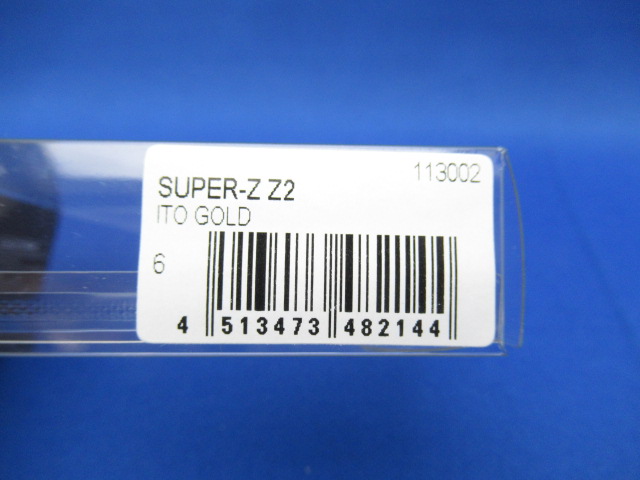 113002
SUPER-Z Z2
ITO GOLD
6
4 513473 482144